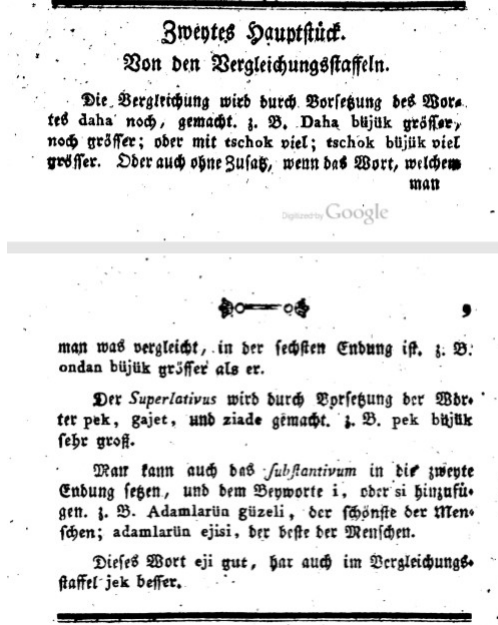 Zweytes Hauptstück.
Von den Vergleichungsstaffeln.
Die Vergleichung wird durch Vorsetzung des Wor-
tes daha noch, gemacht. z. B. Daha büjük grösser,
noch grösser; oder mit tschok viel; tschok büjük viel
grösser. Oder auch ohne Zusatz, wenn das Wort, welchem
man
Digitized by Google
9
man was vergleicht, in der sechsten Endung ist. z. B.
ondan büjük grösser als er.
Der Superlativus wird durch Vorsetzung der Wör-
ter pek, gajet, und ziade gemacht. z. B. pek büjük
sehr groß.
Man kann auch das substantivum in die zweyte
Endung setzen, und dem Beyworte i, oder si hinzufü-
gen. z. B. Adamlarün güzeli, der schönste der Men-
schen; adamlarün ejisi, der beste der Menschen.
Dieses Wort eji gut, har auch im Vergleichungs-
staffel jek besser.